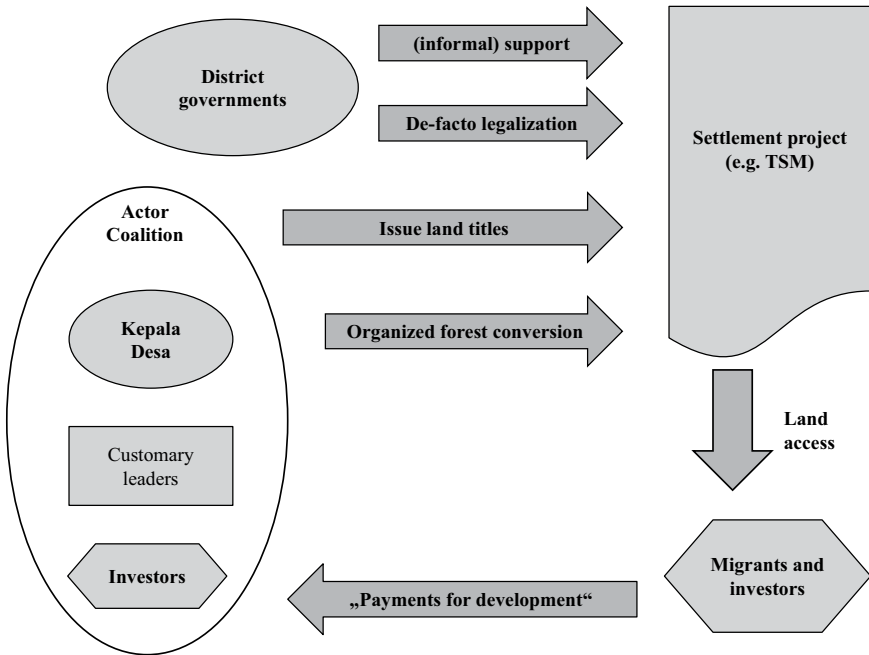 District
governments
(informal) support
De-facto legalization
Settlement project
(e.g. TSM)
Actor
Coalition
Issue land titles
Kepala
Desa
Organized forest conversion
Customary
leaders
Land
access
Investors
„Payments for development“
Migrants and
investors